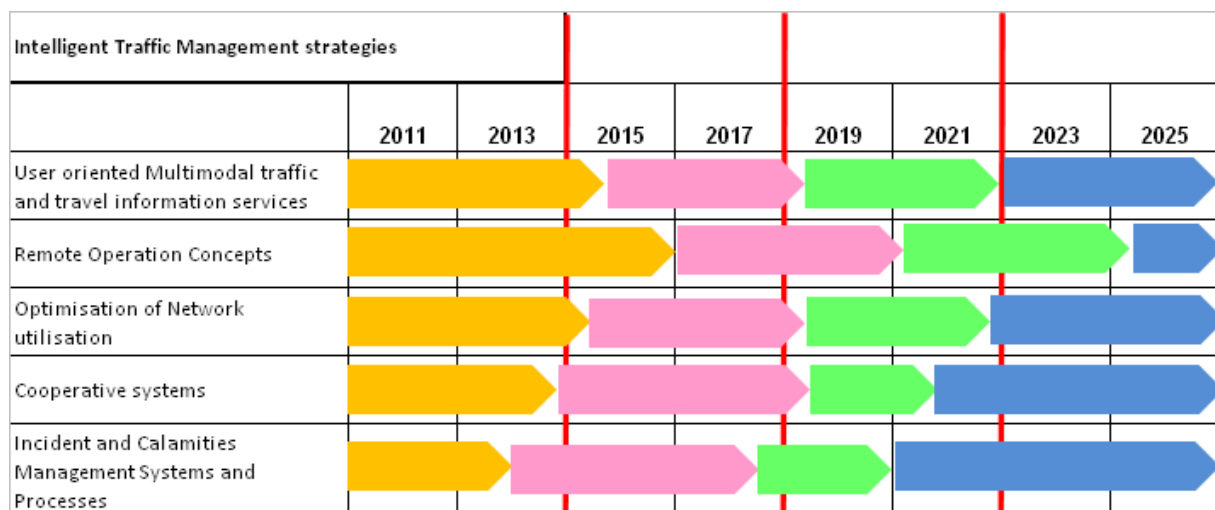 Intelligent Traffic Management strategies
2011 2013 2015 2017 2019 2021 2023 2025
User oriented Multimodal traffic
and travel information services
Remote Operation Concepts
Optimisation of Network
utilisation
Cooperative systems
Incident and Calamities
Management Systems and
Processes